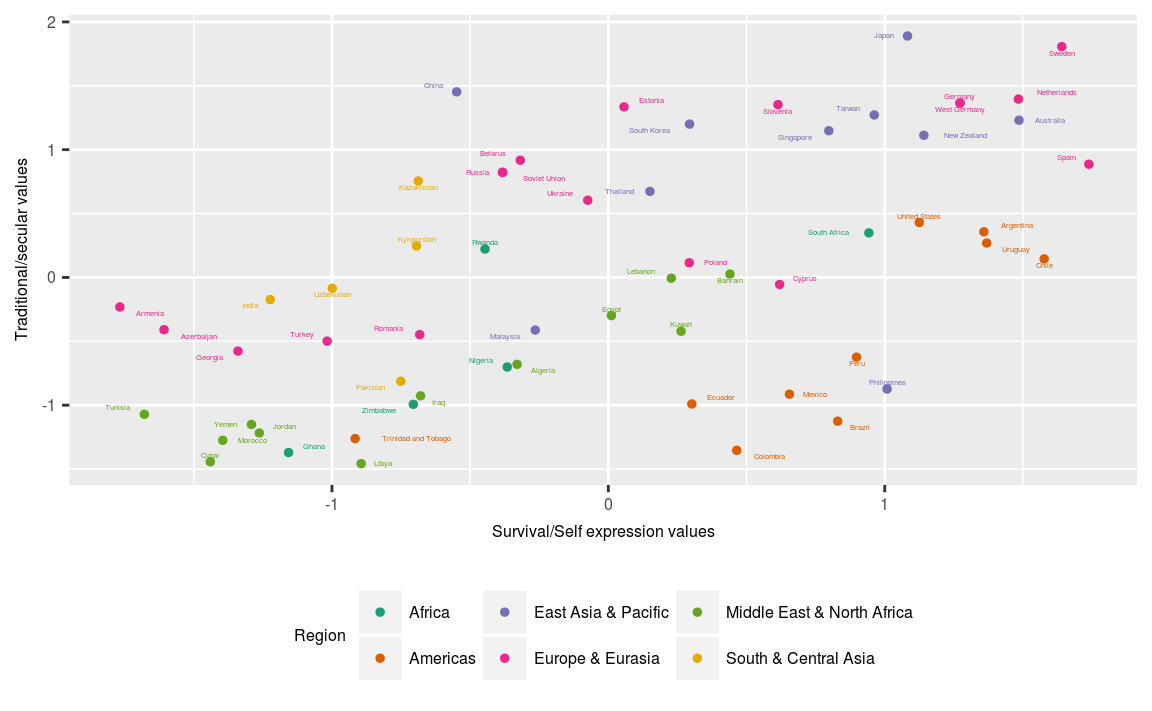 2
Japan
Sweden
China
Netherlands
Germany
Estonia
Taiwan
West Germany
Slovenia
Australia
South Korea
New Zealand
Singapore
1
Belarus
Spain
Russia
Soviet Union
Kazakhstan
Ukraine
Thailand
United States
Argentina
South Africa
Kyrgyzstan
Rwanda
Uruguay
Chile
Poland
Lebanon
0
Bahrain
Cyprus
Uzbekistan
India
Egypt
Armenia
Kuwait
Romania
Turkey
Azerbaijan
Malaysia
Georgia
Nigeria
Peru
Algeria
Philippines
Pakistan
Mexico
Ecuador
Iraq
-1
Tunisia
Zimbabwe
Yemen
Jordan
Brazil
Morocco
Trinidad and Tobago
Ghana
Qatar
Colombia
Libya
Traditional/secular values
-1
0
1
Survival/Self expression values
Region
Africa
East Asia & Pacific
Middle East & North Africa
Americas
Europe & Eurasia
South & Central Asia